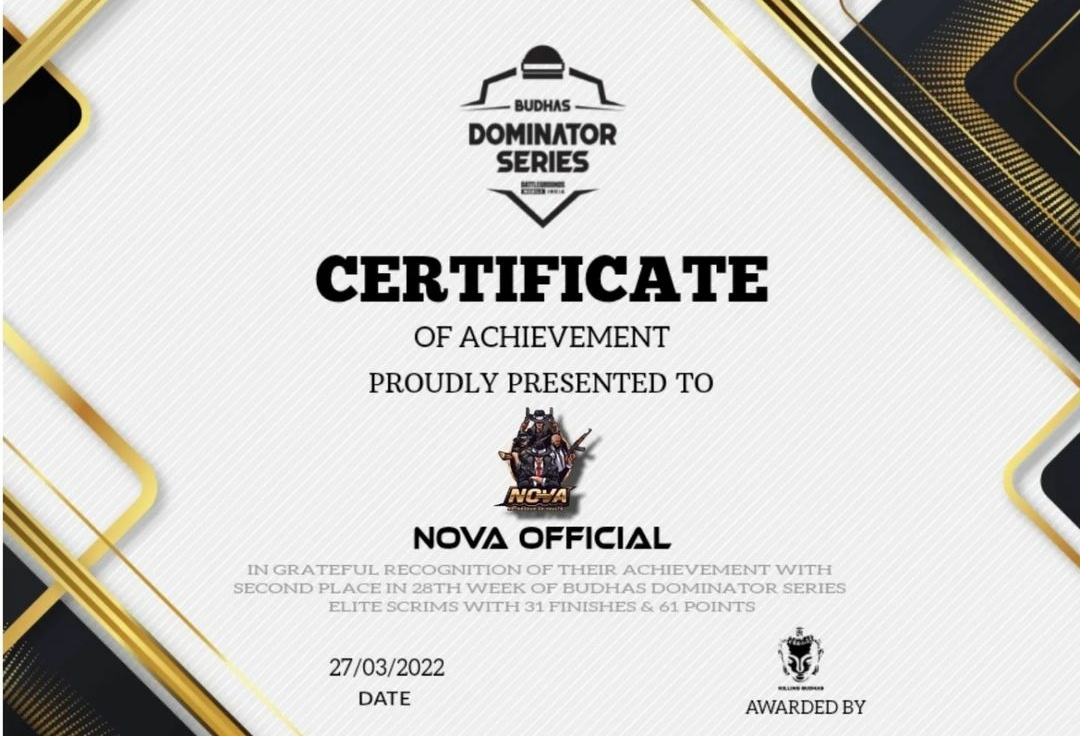 BUDHAS
DOMINATOR
SERIES
BATTLEGROUNDS
CERTIFICATE
OF ACHIEVEMENT
PROUDLY PRESENTED TO
NOVA
NOVA OFFICIAL
IN GRATEFUL RECOGNITION OF THEIR ACHIEVEMENT WITH
SECOND PLACE IN 28TH WEEK OF BUDHAS DOMINATOR SERIES
ELITE SCRIMS WITH 31 FINISHES & 61 POINTS
27/03/2022
DATE
KILLING BUDHAS
AWARDED BY